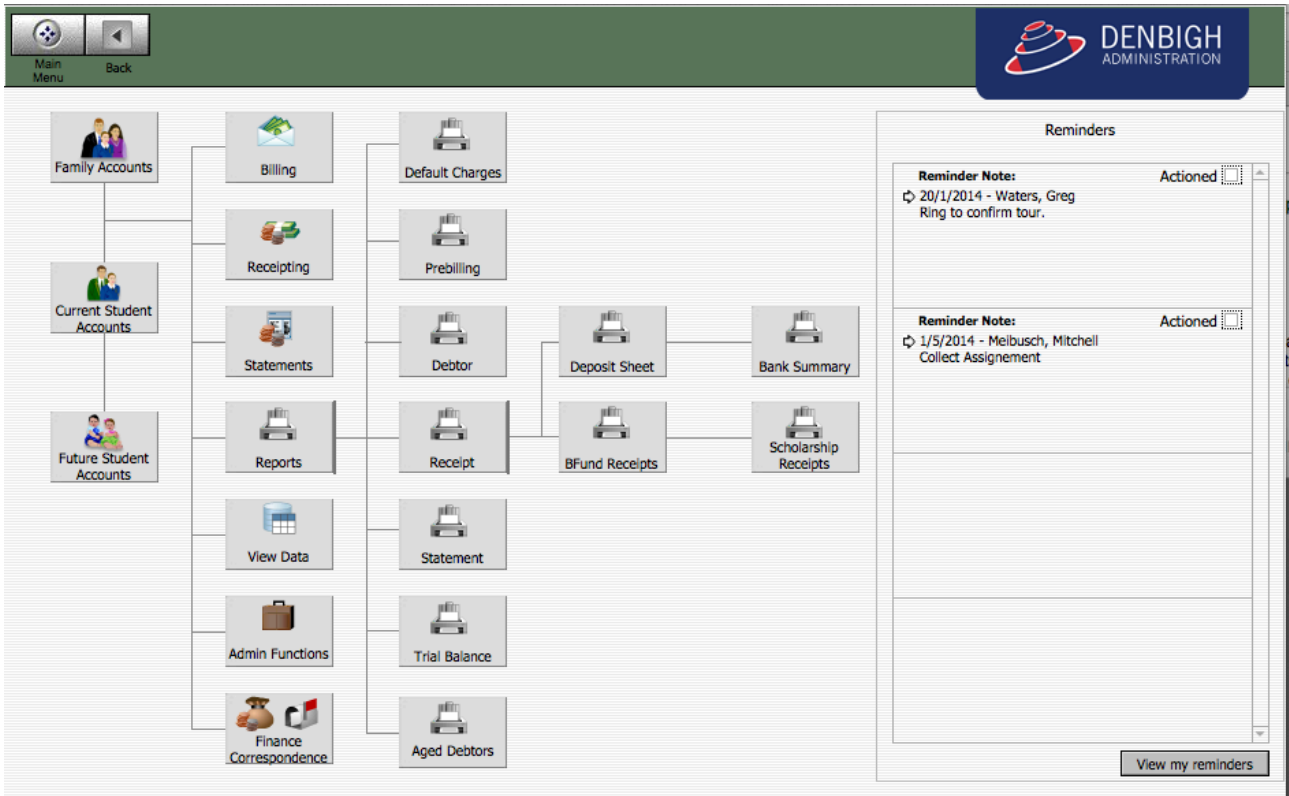 Main
Menu
Back
DENBIGH
ADMINISTRATION
Family Accounts
Billing
Default Charges
Receipting
Prebilling
Current Student
Accounts
Statements
Debtor
Deposit Sheet
Bank Summary
Future Student
Accounts
Reports
Receipt
BFund Receipts
Scholarship
Receipts
View Data
Statement
Admin Functions
Trial Balance
Finance
Correspondence
Aged Debtors
Reminders
Reminder Note:
Actioned
20/1/2014 - Waters, Greg
Ring to confirm tour.
Reminder Note:
Actioned
1/5/2014 - Meibusch, Mitchell
Collect Assignement
View my reminders